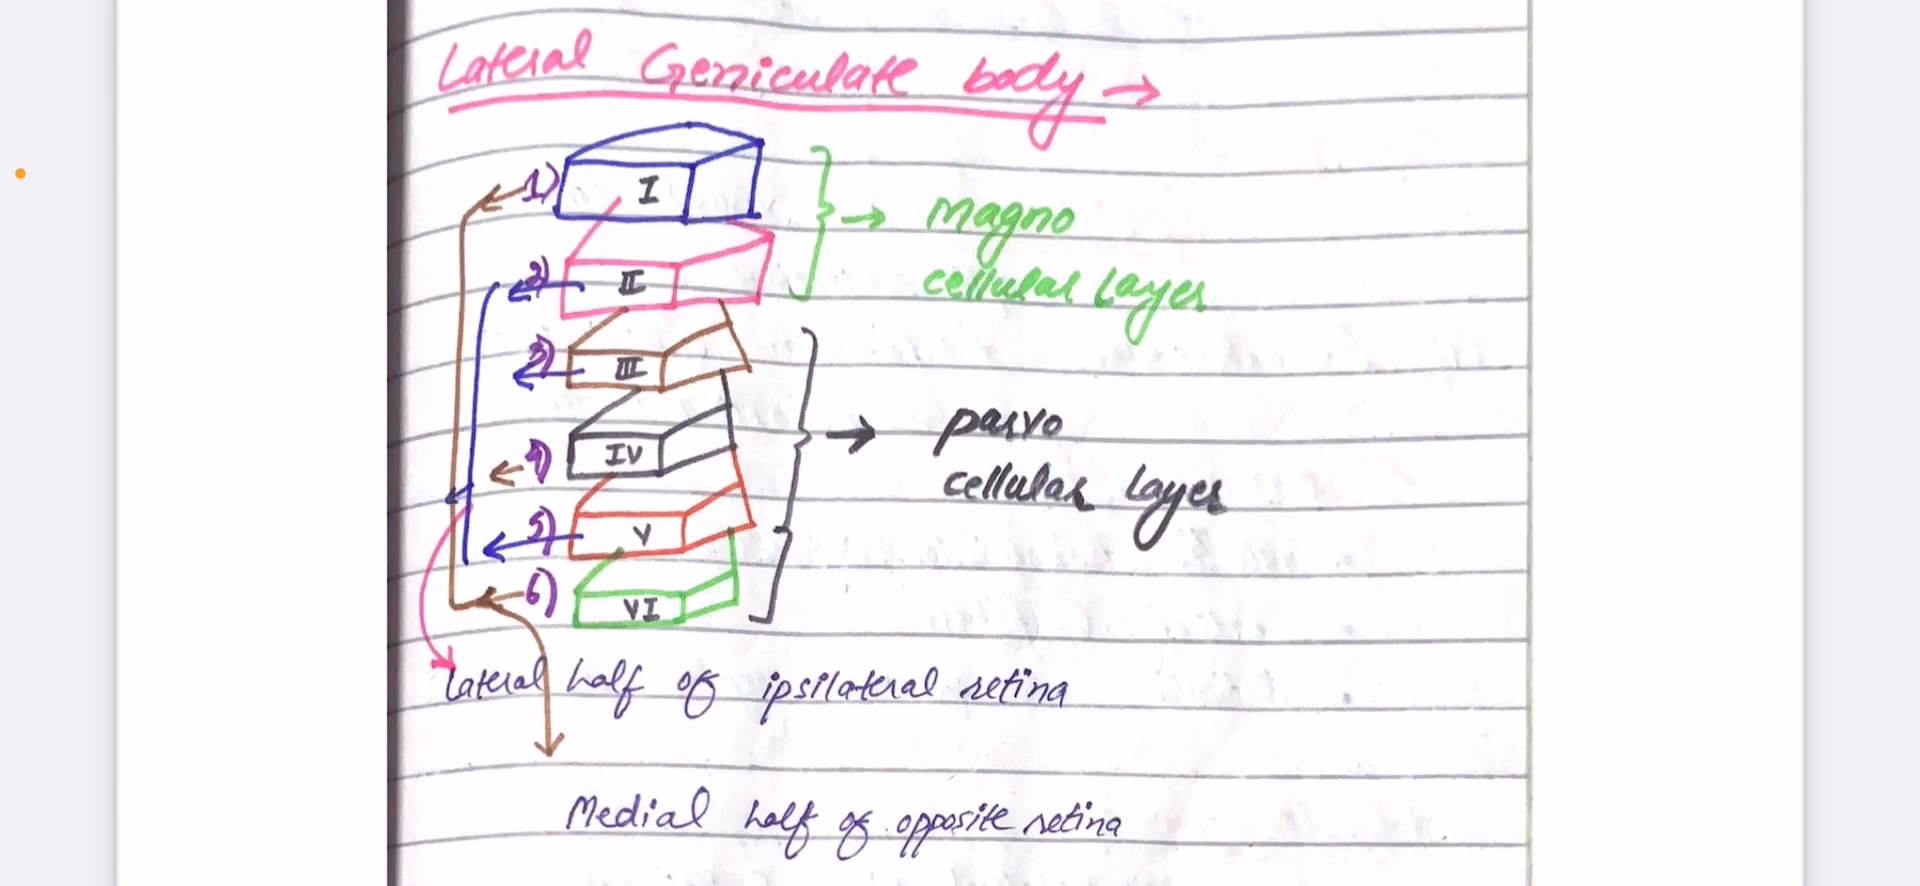 Lateral Geniculate body →
1) I
2) II
3) III
4) IV
5) V
6) VI
→ Magno
cellular Layer
→ parvo
cellular Layer
Lateral half of ipsilateral retina
Medial half of opposite retina